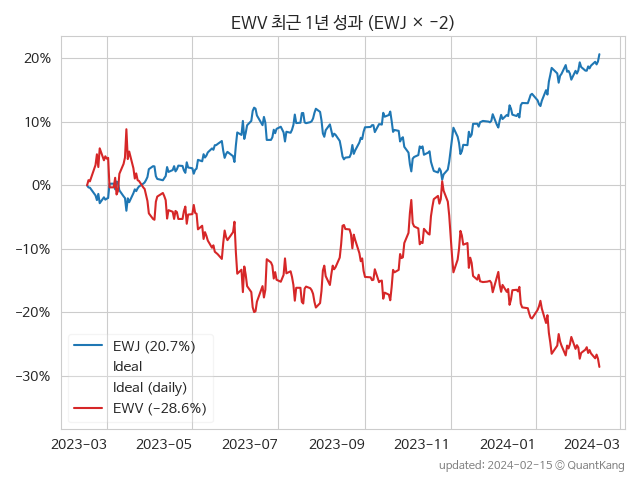 EWV 최근 1년 성과 (EWJ × -2)
20%
10%
0%
-10%
-20%
-30%
EWJ (20.7%)
Ideal
Ideal (daily)
EWV (-28.6%)
2023-03 2023-05 2023-07 2023-09 2023-11 2024-01 2024-03
updated: 2024-02-15 © QuantKang